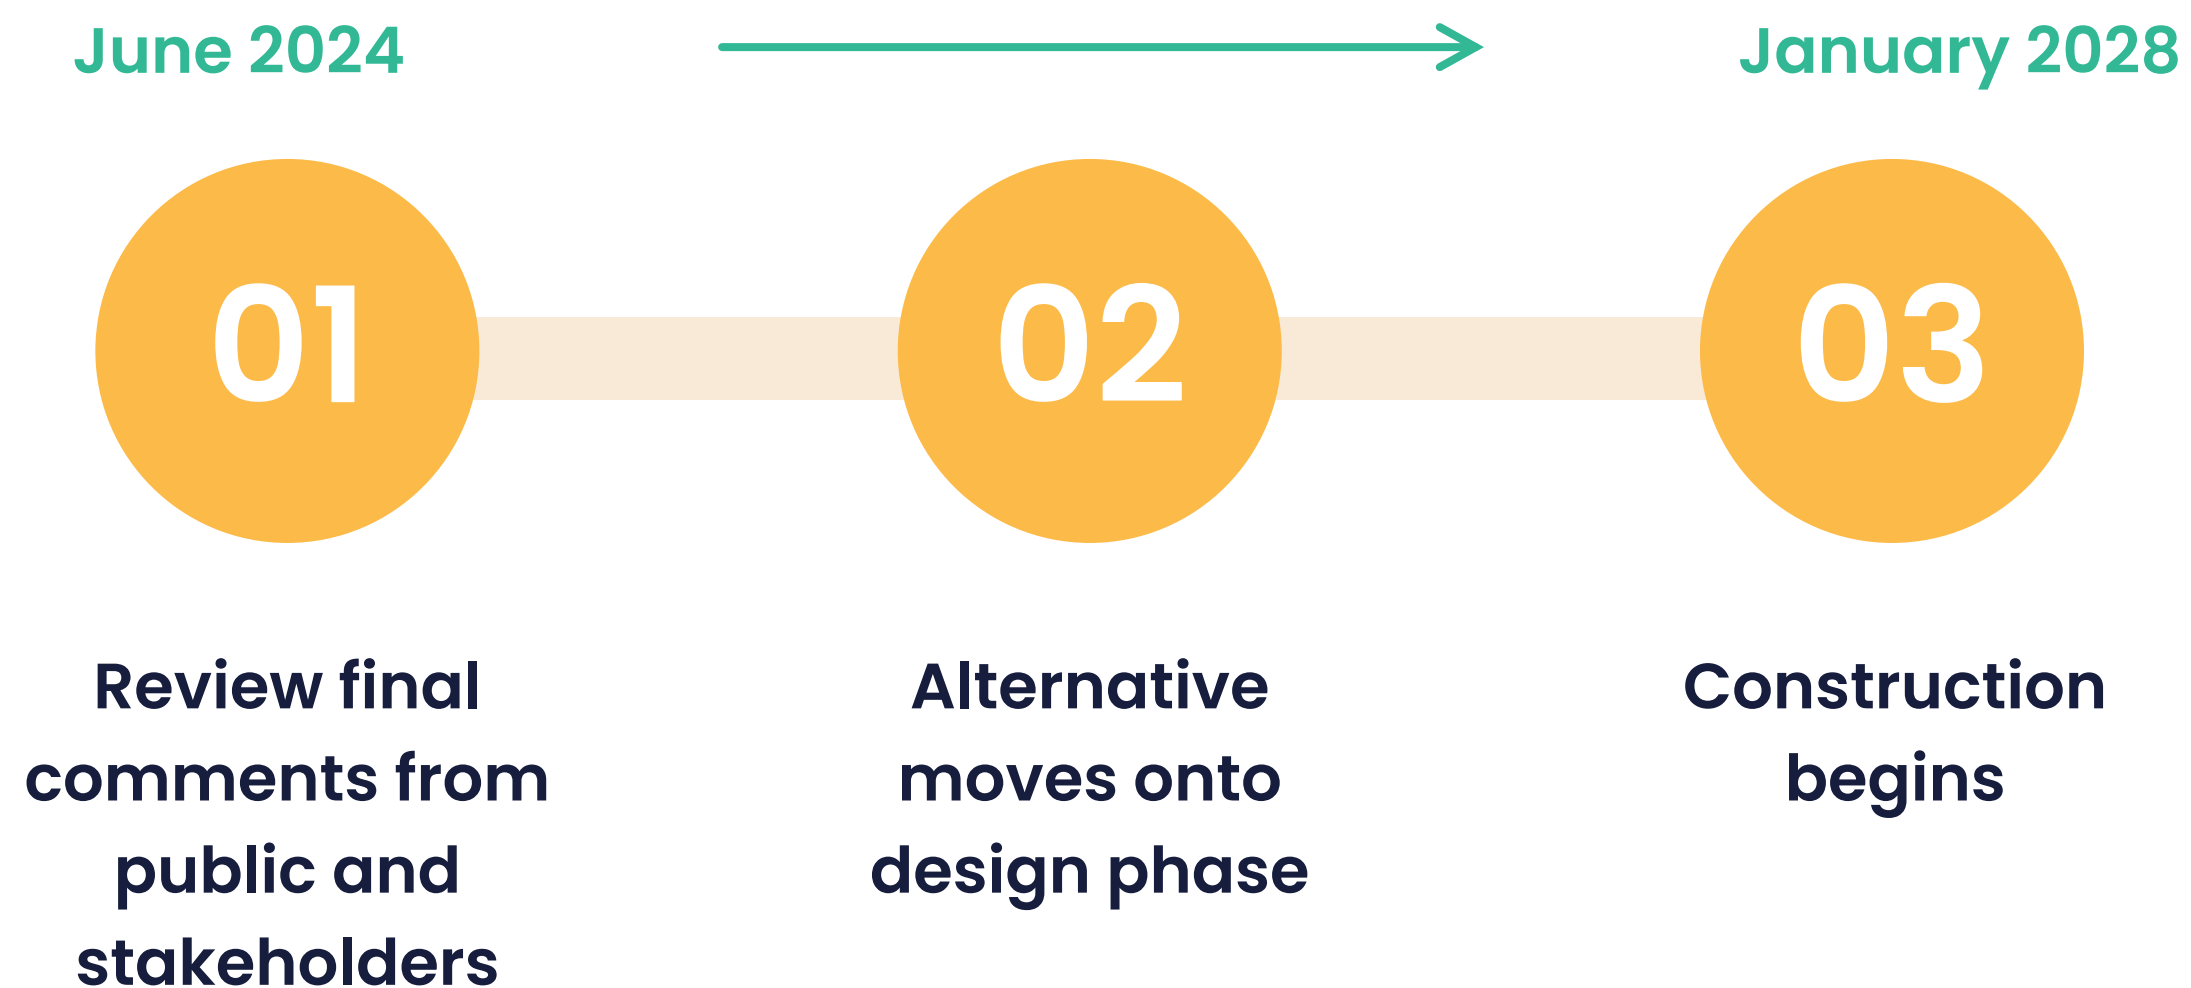 June 2024
January 2028
01
02
03
Review final
comments from
public and
stakeholders
Alternative
moves onto
design phase
Construction
begins